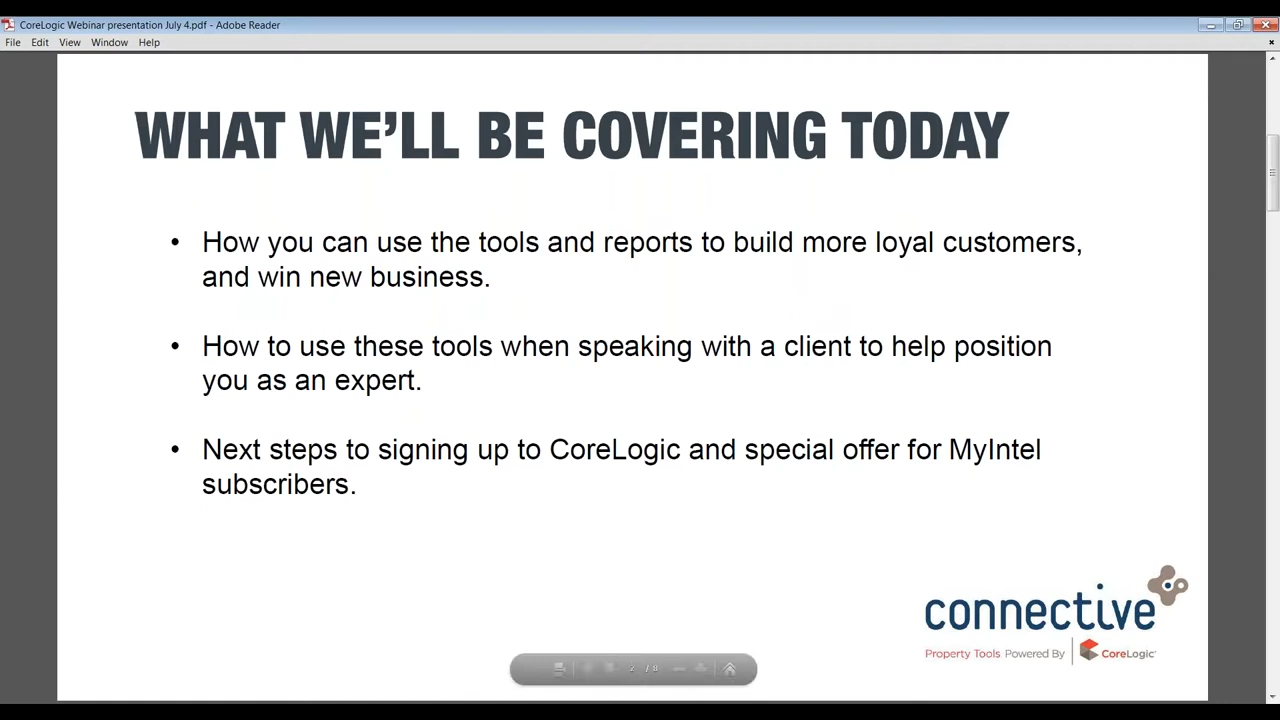 CoreLogic Webinar presentation July 4.pdf - Adobe Reader
File Edit View Window Help
WHAT WE'LL BE COVERING TODAY
• How you can use the tools and reports to build more loyal customers,
and win new business.
• How to use these tools when speaking with a client to help position
you as an expert.
• Next steps to signing up to CoreLogic and special offer for MyIntel
subscribers.
connective
Property Tools Powered By CoreLogic
2 / 8